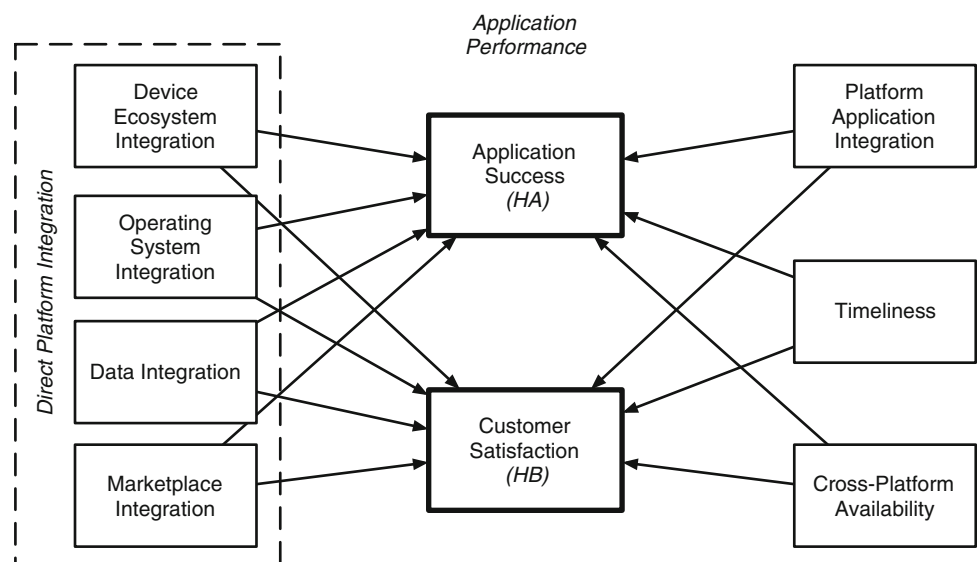 Application
Performance
Direct Platform Integration
Device
Ecosystem
Integration
Operating
System
Integration
Data Integration
Marketplace
Integration
Application
Success
(HA)
Customer
Satisfaction
(HB)
Platform
Application
Integration
Timeliness
Cross-Platform
Availability